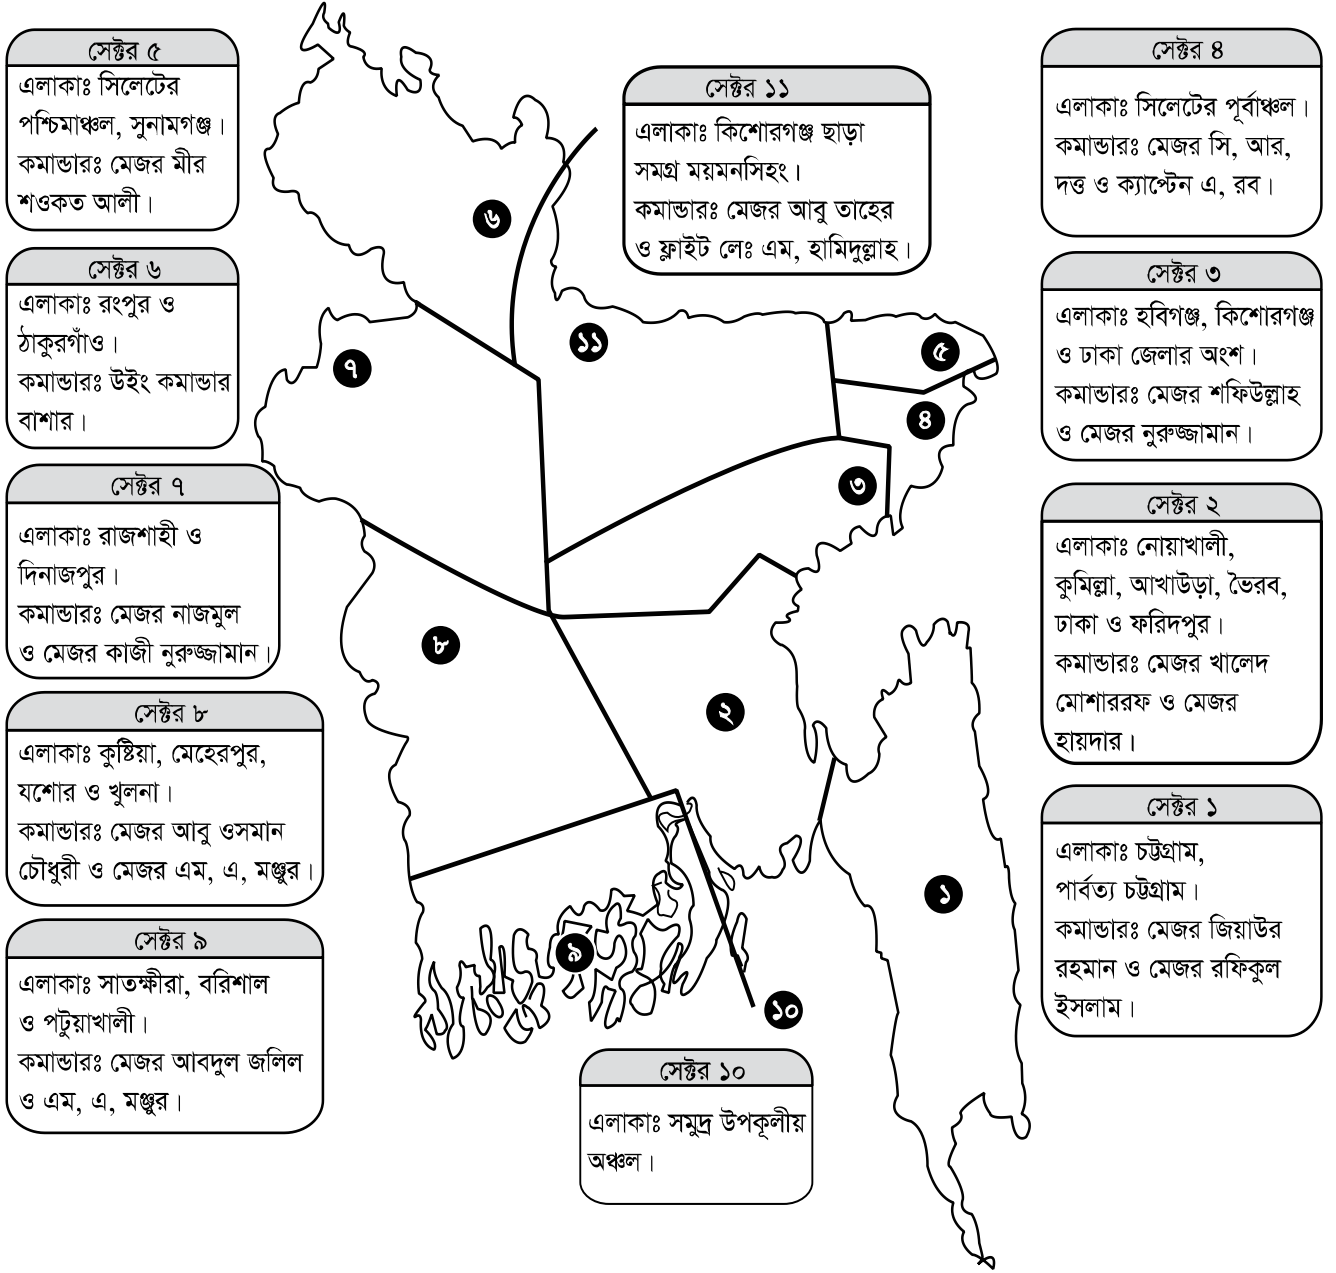 সেক্টর ৫
এলাকাঃ সিলেটের
পশ্চিমাঞ্চল, সুনামগঞ্জ।
কমান্ডারঃ মেজর মীর
শওকত আলী।
সেক্টর ৬
এলাকাঃ রংপুর ও
ঠাকুরগাঁও।
কমান্ডারঃ উইং কমান্ডার
বাশার।
সেক্টর ৭
এলাকাঃ রাজশাহী ও
দিনাজপুর।
কমান্ডারঃ মেজর নাজমুল
ও মেজর কাজী নুরুজ্জামান।
সেক্টর ৮
এলাকাঃ কুষ্টিয়া, মেহেরপুর,
যশোর ও খুলনা।
কমান্ডারঃ মেজর আবু ওসমান
চৌধুরী ও মেজর এম, এ, মঞ্জুর।
সেক্টর ৯
এলাকাঃ সাতক্ষীরা, বরিশাল
ও পটুয়াখালী।
কমান্ডারঃ মেজর আবদুল জলিল
ও এম, এ, মঞ্জুর।
সেক্টর ১১
এলাকাঃ কিশোরগঞ্জ ছাড়া
সমগ্র ময়মনসিহং।
কমান্ডারঃ মেজর আবু তাহের
ও ফ্লাইট লেঃ এম, হামিদুল্লাহ।
৬
১১
৭
৫
৪
৩
৮
২
১
৯
১০
সেক্টর ১০
এলাকাঃ সমুদ্র উপকূলীয়
অঞ্চল।
সেক্টর ৪
এলাকাঃ সিলেটের পূর্বাঞ্চল।
কমান্ডারঃ মেজর সি, আর,
দত্ত ও ক্যাপ্টেন এ, রব।
সেক্টর ৩
এলাকাঃ হবিগঞ্জ, কিশোরগঞ্জ
ও ঢাকা জেলার অংশ।
কমান্ডারঃ মেজর শফিউল্লাহ
ও মেজর নুরুজ্জামান।
সেক্টর ২
এলাকাঃ নোয়াখালী,
কুমিল্লা, আখাউড়া, ভৈরব,
ঢাকা ও ফরিদপুর।
কমান্ডারঃ মেজর খালেদ
মোশাররফ ও মেজর
হায়দার।
সেক্টর ১
এলাকাঃ চট্টগ্রাম,
পার্বত্য চট্টগ্রাম।
কমান্ডারঃ মেজর জিয়াউর
রহমান ও মেজর রফিকুল
ইসলাম।